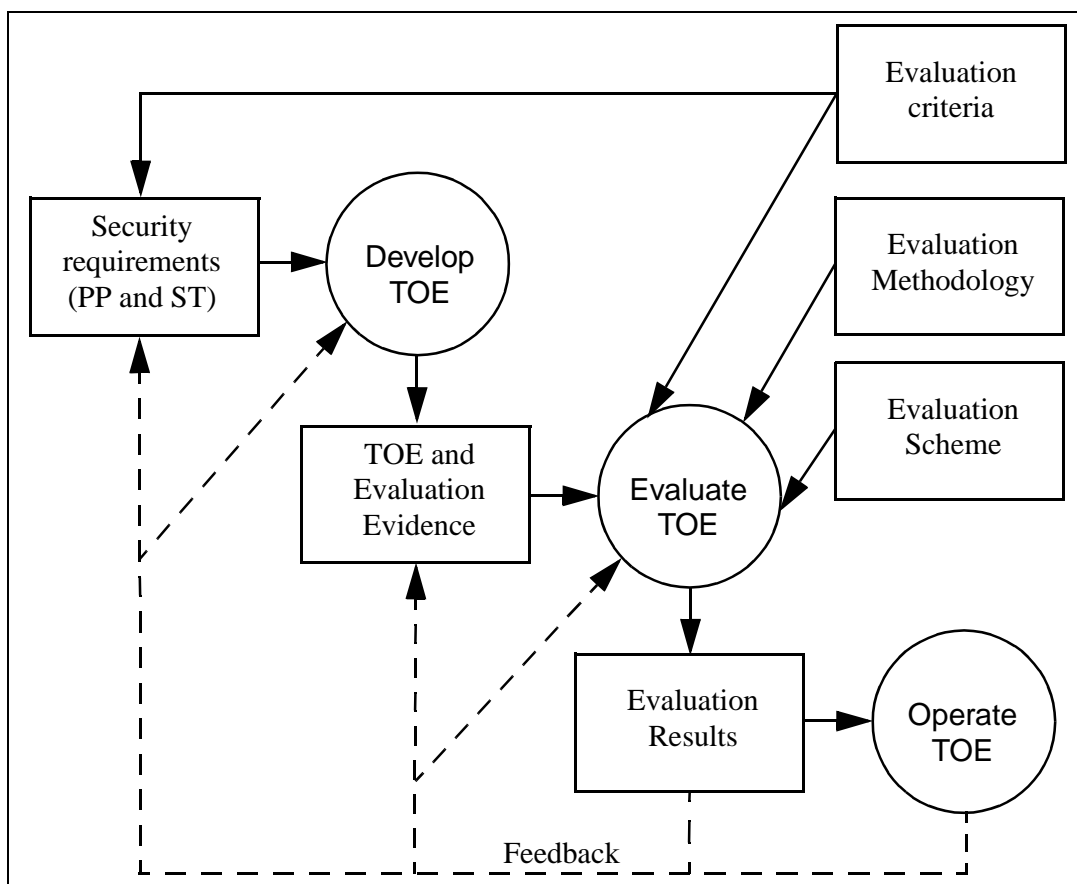 Evaluation
criteria
Security
requirements
(PP and ST)
Develop
TOE
Evaluation
Methodology
Evaluation
Scheme
TOE and
Evaluation
Evidence
Evaluate
TOE
Evaluation
Results
Operate
TOE
Feedback